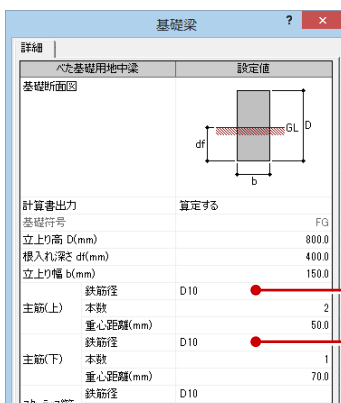 基礎梁 ? ×
詳細
べた基礎用地中梁 設定値
基礎断面図
GL D
df
b
計算書出力 算定する
基礎符号 FG
立上り高 D(mm) 800.0
根入れ深さ df(mm) 400.0
立上り幅 b(mm) 150.0
鉄筋径 D10
主筋(上) 本数 2
重心距離(mm) 50.0
鉄筋径 D10
主筋(下) 本数 1
重心距離(mm) 70.0
鉄筋径 D10